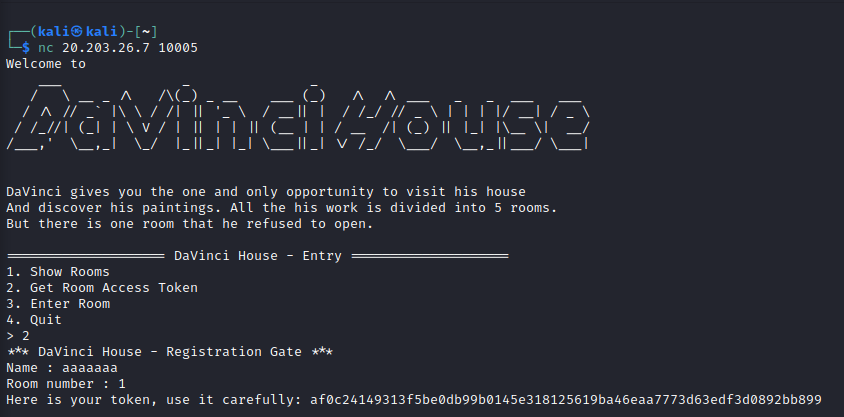 ┌──(kali㉿kali)-[~]
└─$ nc 20.203.26.7 10005
Welcome to
DaVinci House
DaVinci gives you the one and only opportunity to visit his house
And discover his paintings. All the his work is divided into 5 rooms.
But there is one room that he refused to open.
==================== DaVinci House - Entry ====================
1. Show Rooms
2. Get Room Access Token
3. Enter Room
4. Quit
> 2
*** DaVinci House - Registration Gate ***
Name : aaaaaaa
Room number : 1
Here is your token, use it carefully: af0c24149313f5be0db99b0145e318125619ba46eaa7773d63edf3d0892bb899